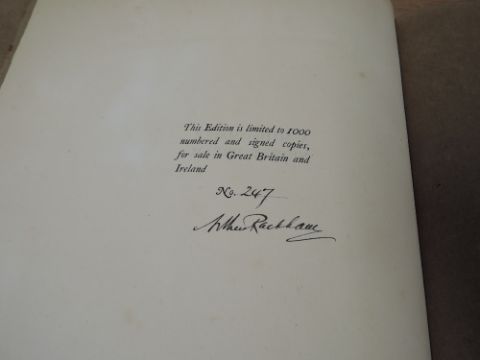 This Edition is limited to 1000
numbered and signed copies,
for sale in Great Britain and
Ireland
No. 247
Arthur Rackham